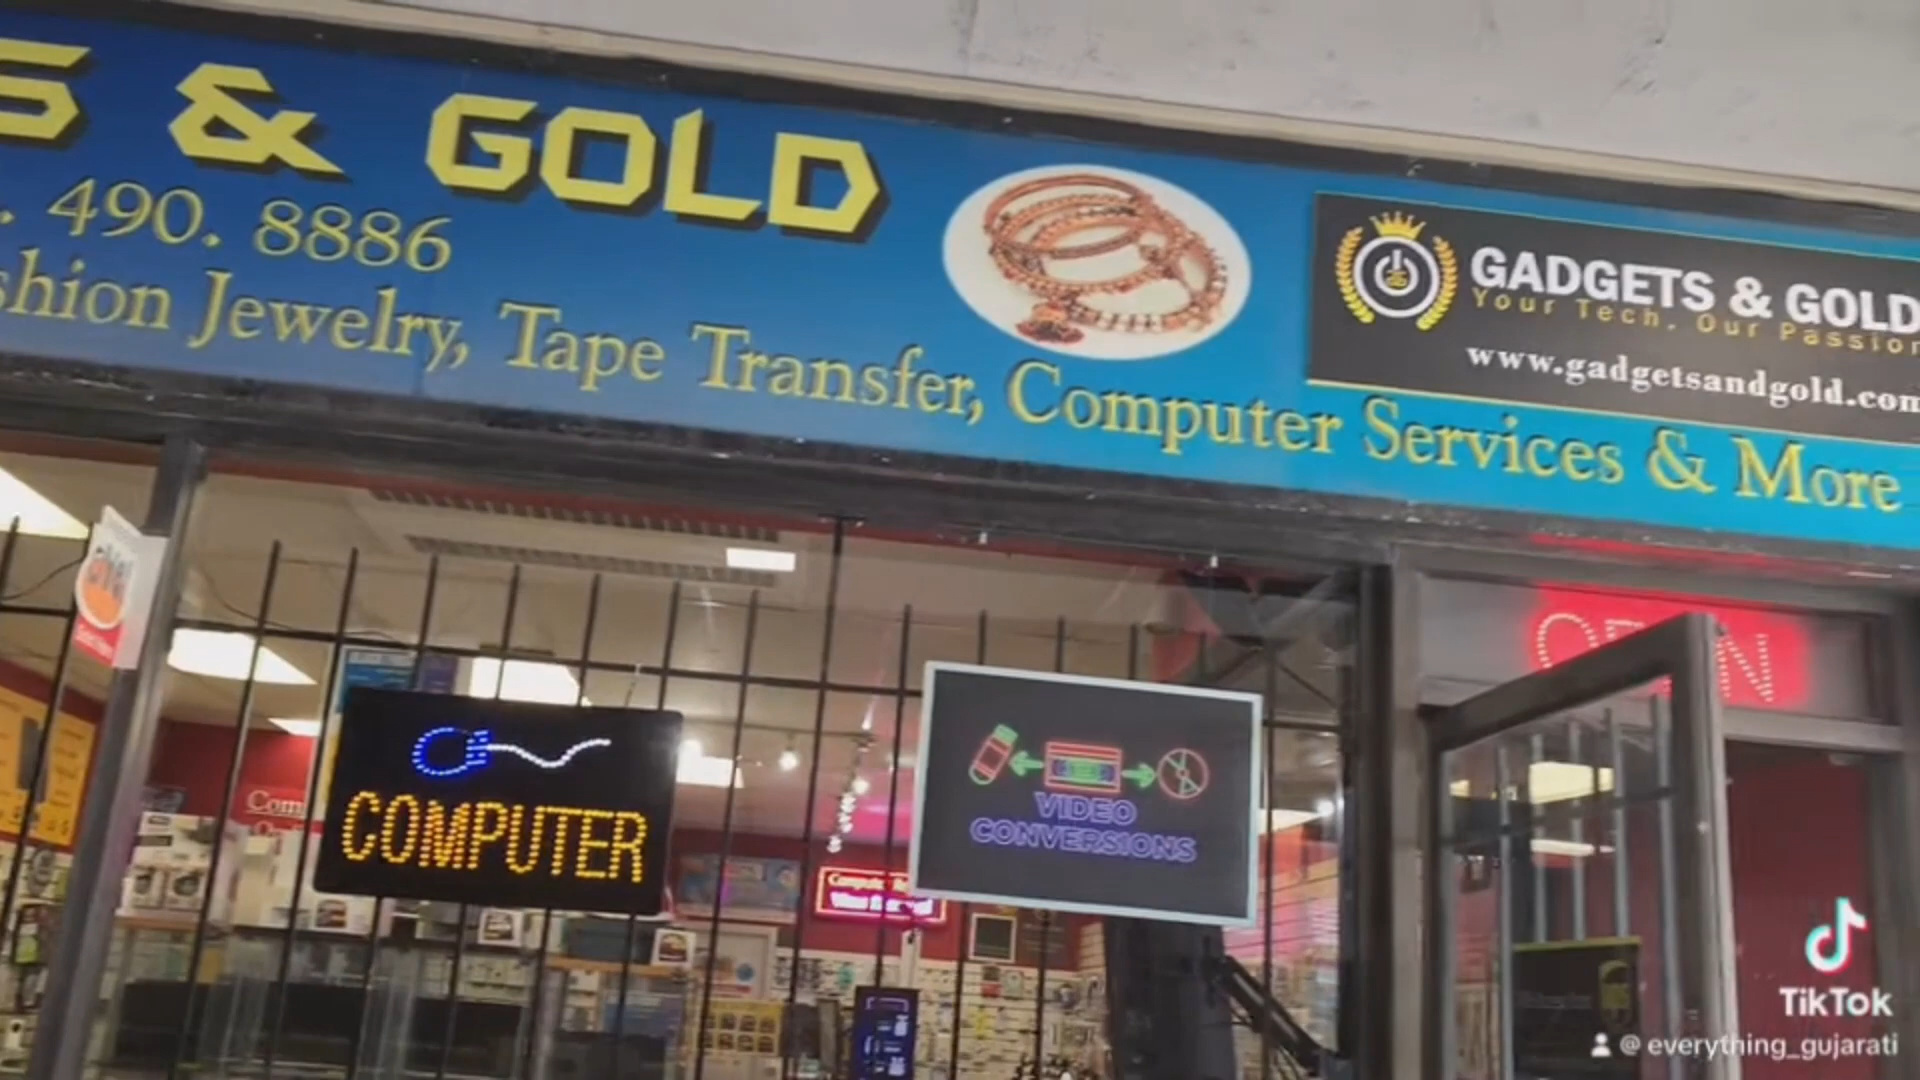 S & GOLD
. 490. 8886
shion Jewelry, Tape Transfer, Computer Services & More
GADGETS & GOLD
Your Tech. Our Passion
www.gadgetsandgold.com
OPEN
COMPUTER
VIDEO
CONVERSIONS
TikTok
@everything_gujarati